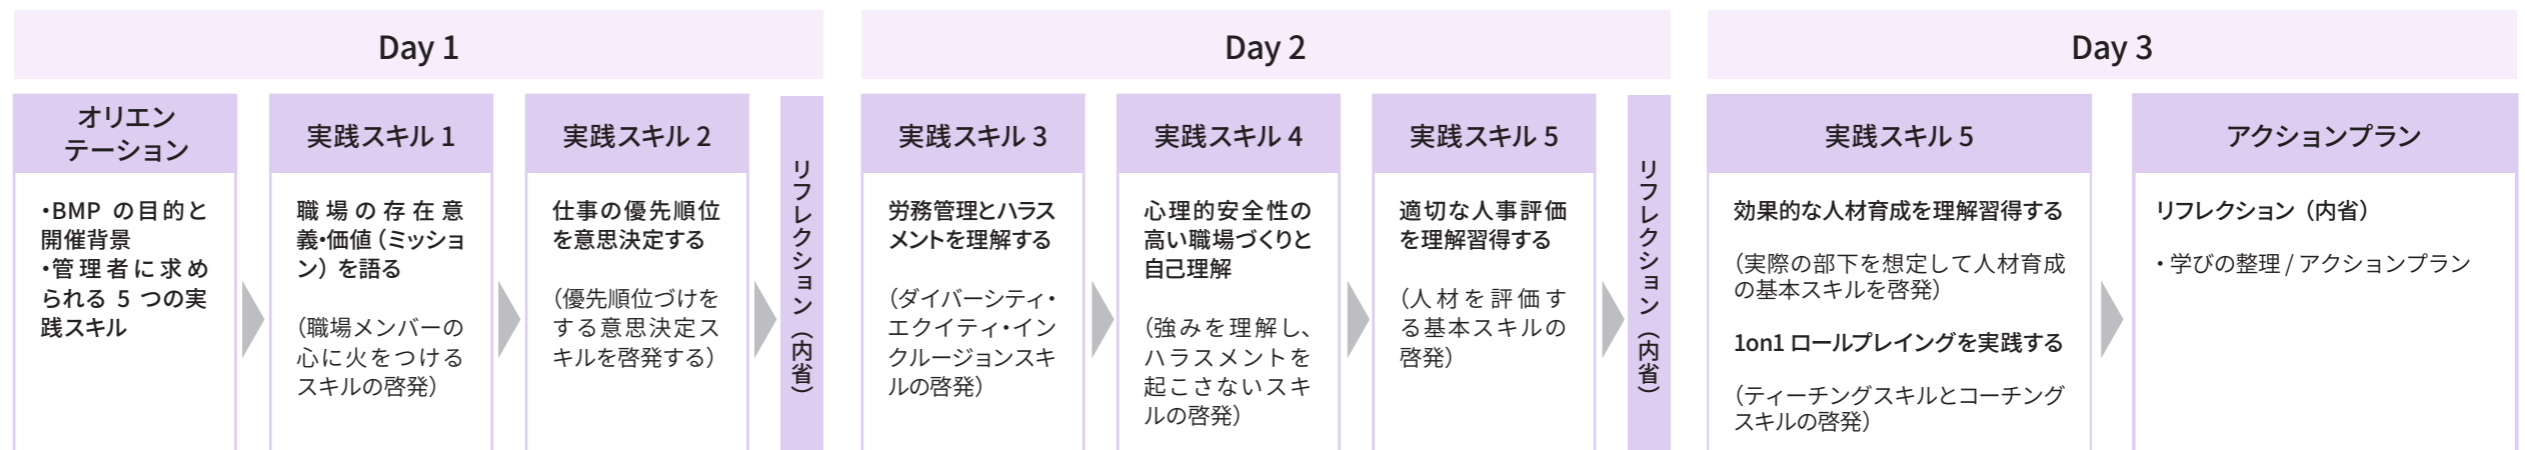 Day 1
オリエン
テーション
・BMP の目的と
開催背景
・管理者に求め
られる 5 つの実
践スキル
実践スキル 1
職場の存在意
義・価値（ミッショ
ン）を語る
（職場メンバーの
心に火をつける
スキルの啓発）
実践スキル 2
仕事の優先順位
を意思決定する
（優先順位づけを
する意思決定ス
キルを啓発する）
リフレクション（内省）
Day 2
実践スキル 3
労務管理とハラス
メントを理解する
（ダイバーシティ・
エクイティ・イン
クルージョンスキ
ルの啓発）
実践スキル 4
心理的安全性の
高い職場づくりと
自己理解
（強みを理解し、
ハラスメントを
起こさないスキ
ルの啓発）
実践スキル 5
適切な人事評価
を理解習得する
（人材を評価す
る基本スキルの
啓発）
リフレクション（内省）
Day 3
実践スキル 5
効果的な人材育成を理解習得する
（実際の部下を想定して人材育成
の基本スキルを啓発）
1on1 ロールプレイングを実践する
（ティーチングスキルとコーチング
スキルの啓発）
アクションプラン
リフレクション（内省）
・学びの整理 / アクションプラン